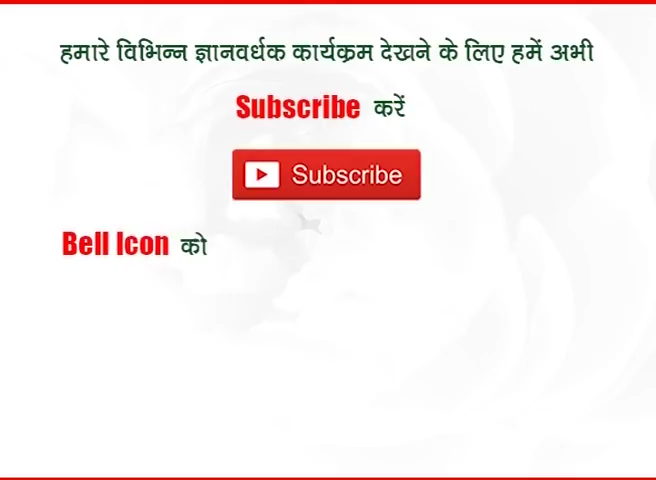 हमारे विभिन्न ज्ञानवर्धक कार्यक्रम देखने के लिए हमें अभी
Subscribe करें
Subscribe
Bell Icon को